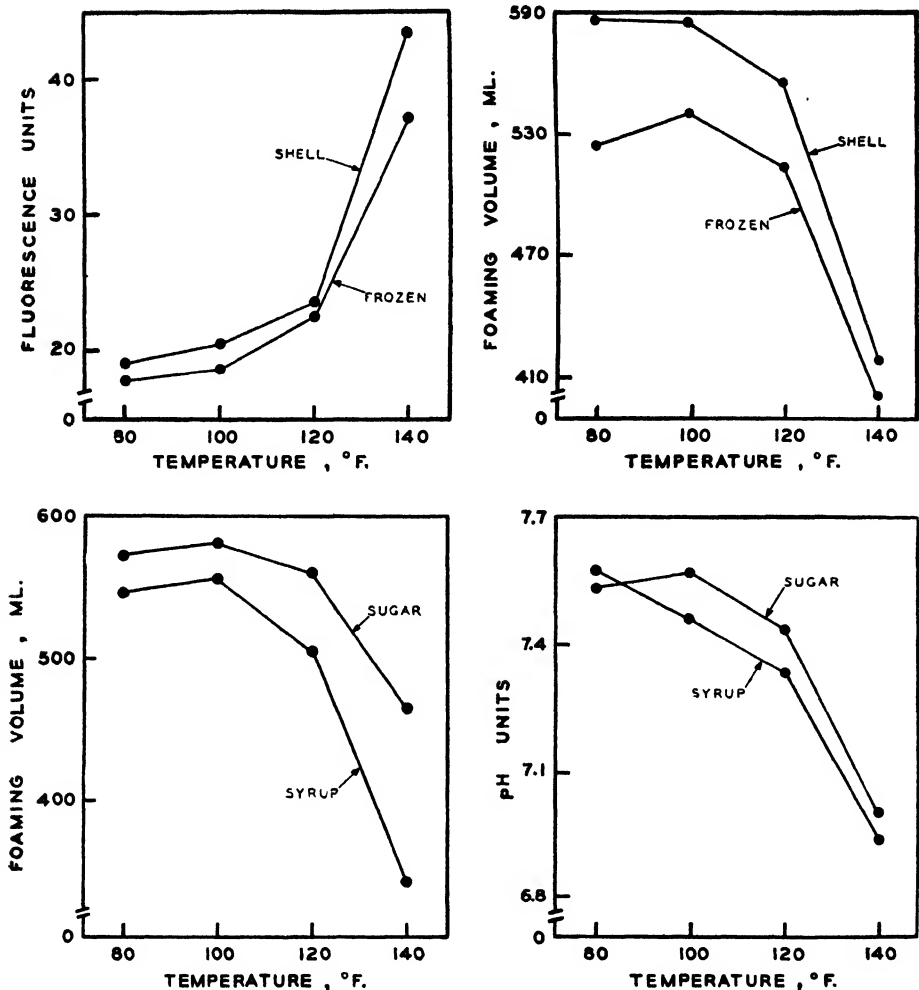 FLUORESCENCE UNITS
40
30
20
0
SHELL
FROZEN
80 100 120 140
TEMPERATURE , °F.
FOAMING VOLUME , ML.
590
530
470
410
0
SHELL
FROZEN
80 100 120 140
TEMPERATURE , °F.
FOAMING VOLUME , ML.
600
500
400
0
SUGAR
SYRUP
80 100 120 140
TEMPERATURE , °F.
pH UNITS
7.7
7.4
7.1
6.8
0
SUGAR
SYRUP
80 100 120 140
TEMPERATURE , °F.